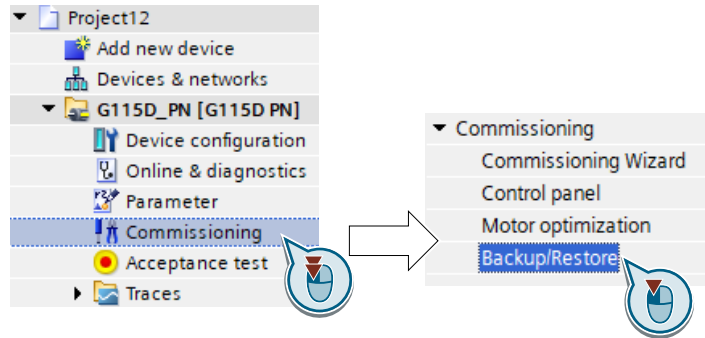 Project12
Add new device
Devices & networks
G115D_PN [G115D PN]
Device configuration
Online & diagnostics
Parameter
Commissioning
Acceptance test
Traces
Commissioning
Commissioning Wizard
Control panel
Motor optimization
Backup/Restore